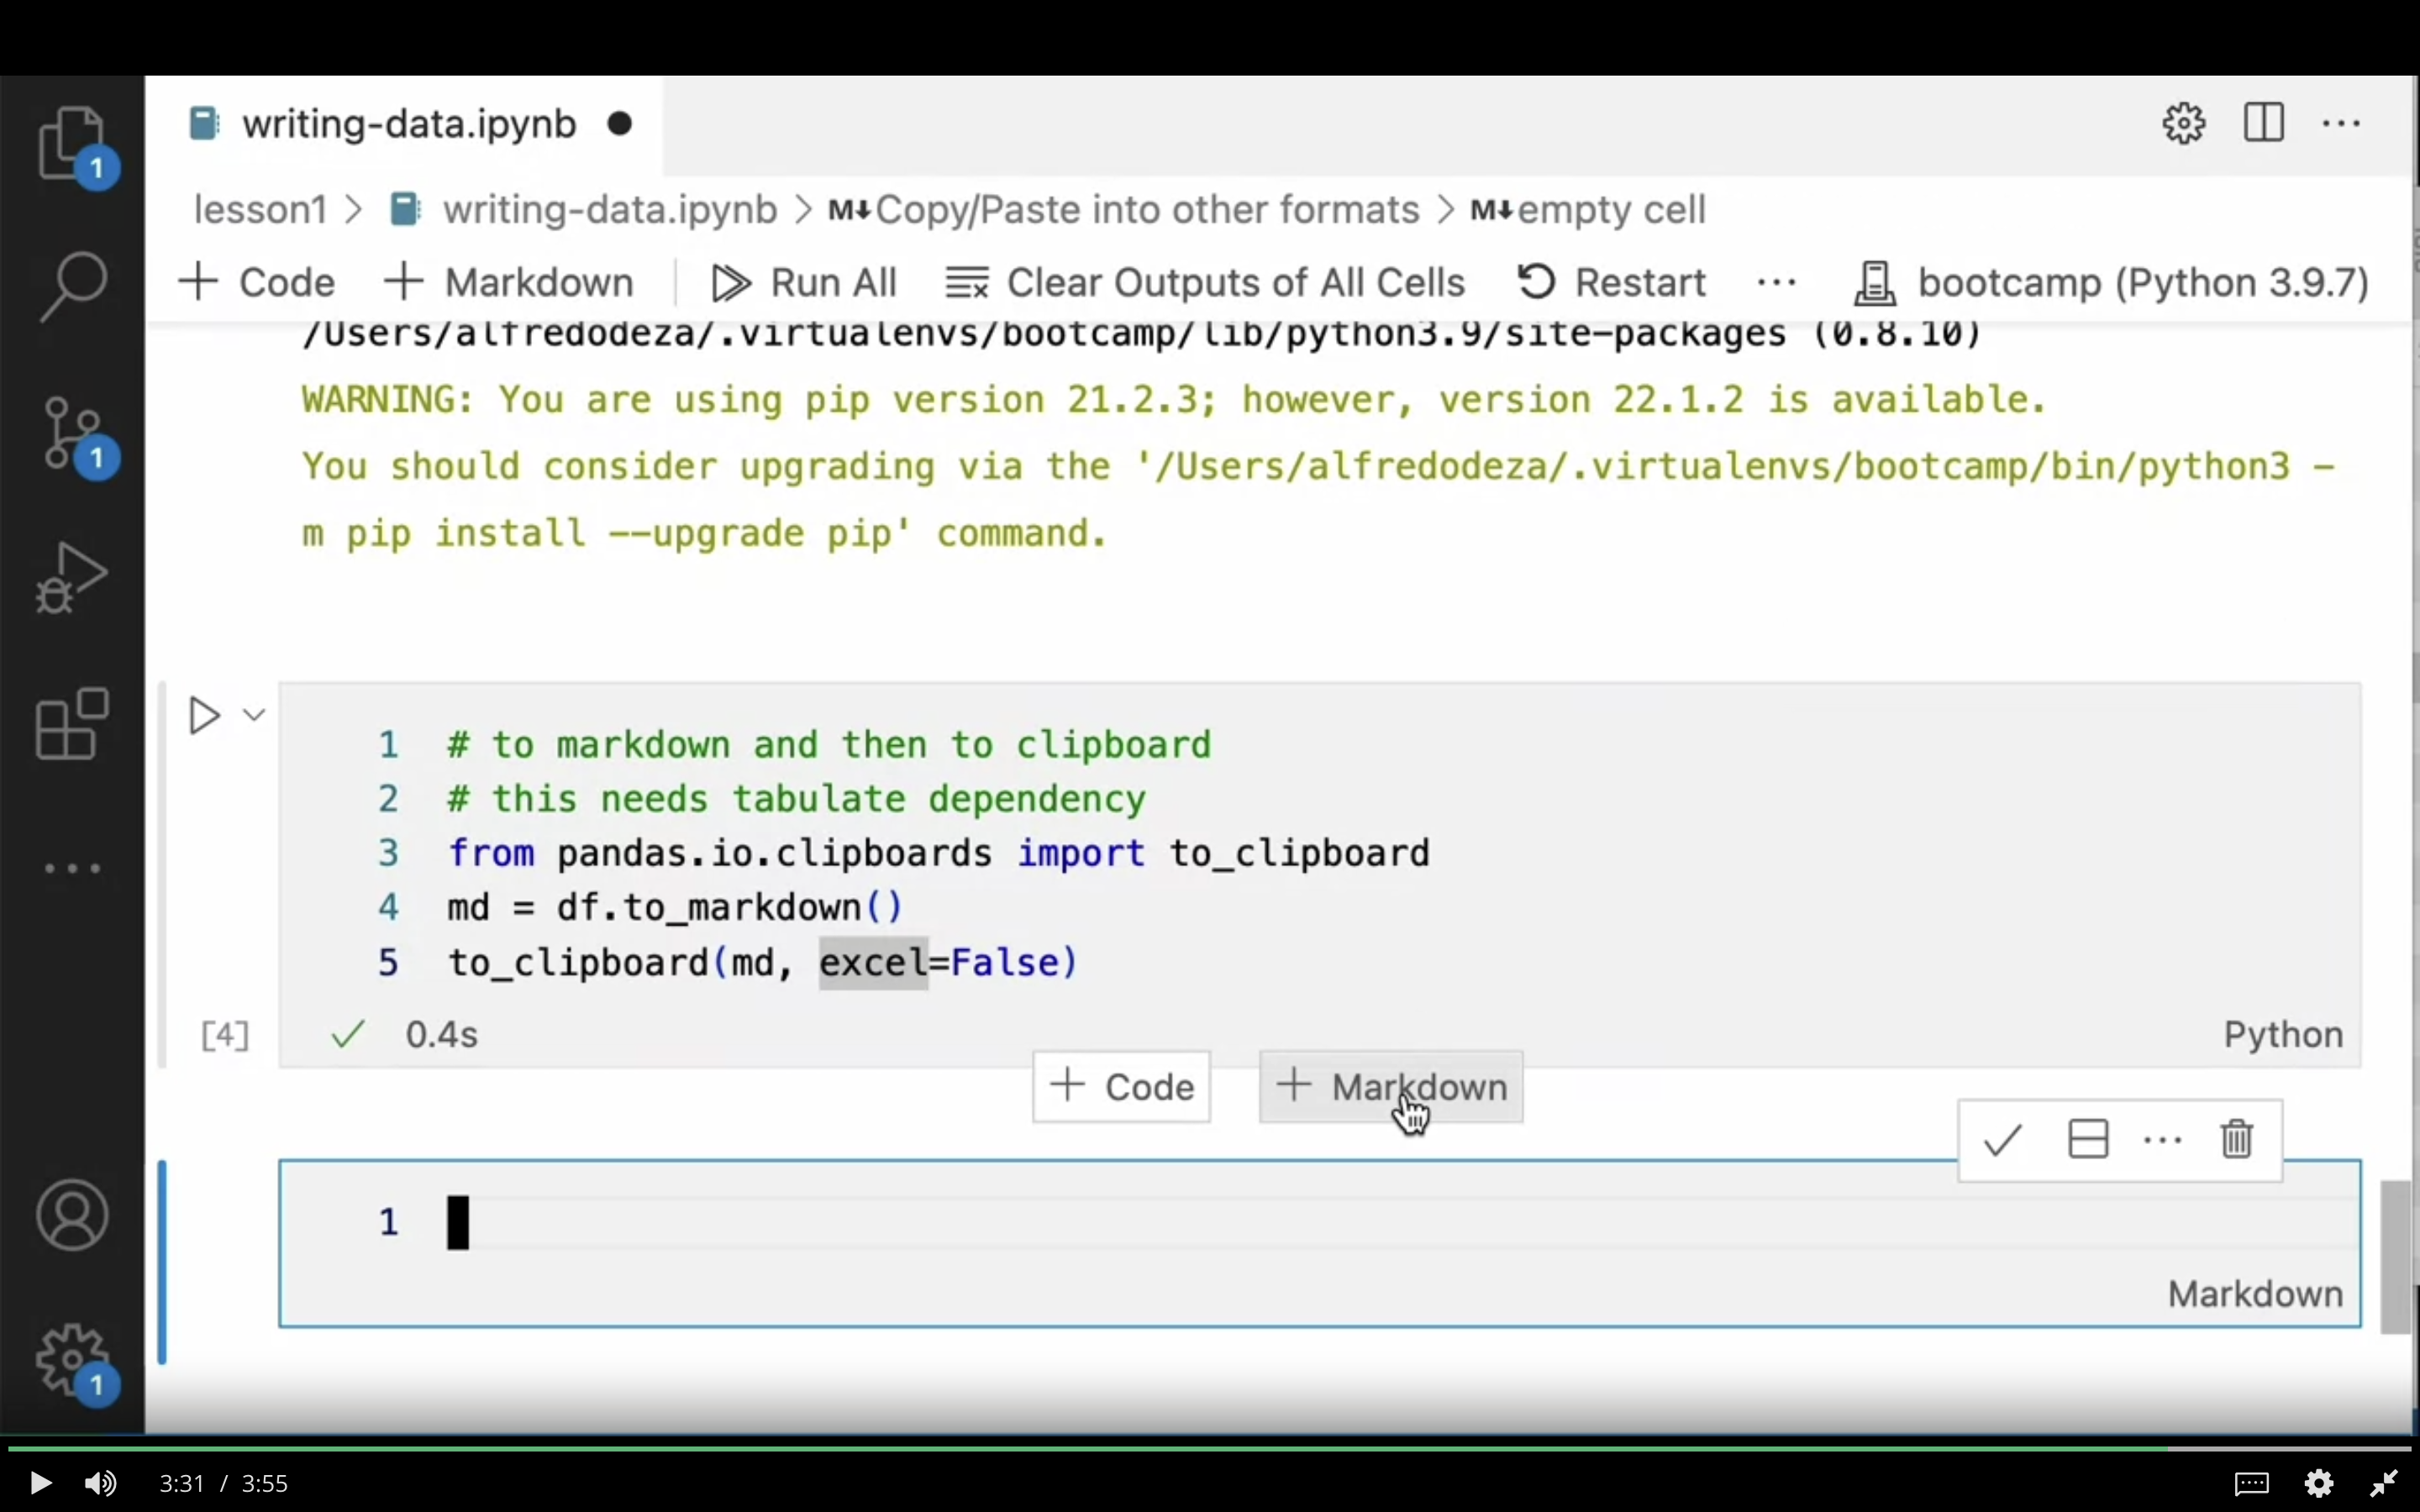 writing-data.ipynb
lesson1 > writing-data.ipynb > M↓Copy/Paste into other formats > M↓empty cell
+ Code + Markdown Run All Clear Outputs of All Cells Restart ... bootcamp (Python 3.9.7)
/Users/alfredodeza/.virtualenvs/bootcamp/lib/python3.9/site-packages (0.8.10)
WARNING: You are using pip version 21.2.3; however, version 22.1.2 is available.
You should consider upgrading via the '/Users/alfredodeza/.virtualenvs/bootcamp/bin/python3 -
m pip install --upgrade pip' command.
1 # to markdown and then to clipboard
2 # this needs tabulate dependency
3 from pandas.io.clipboards import to_clipboard
4 md = df.to_markdown()
5 to_clipboard(md, excel=False)
[4] 0.4s Python
+ Code + Markdown
1
Markdown
1
1
1
3:31 / 3:55